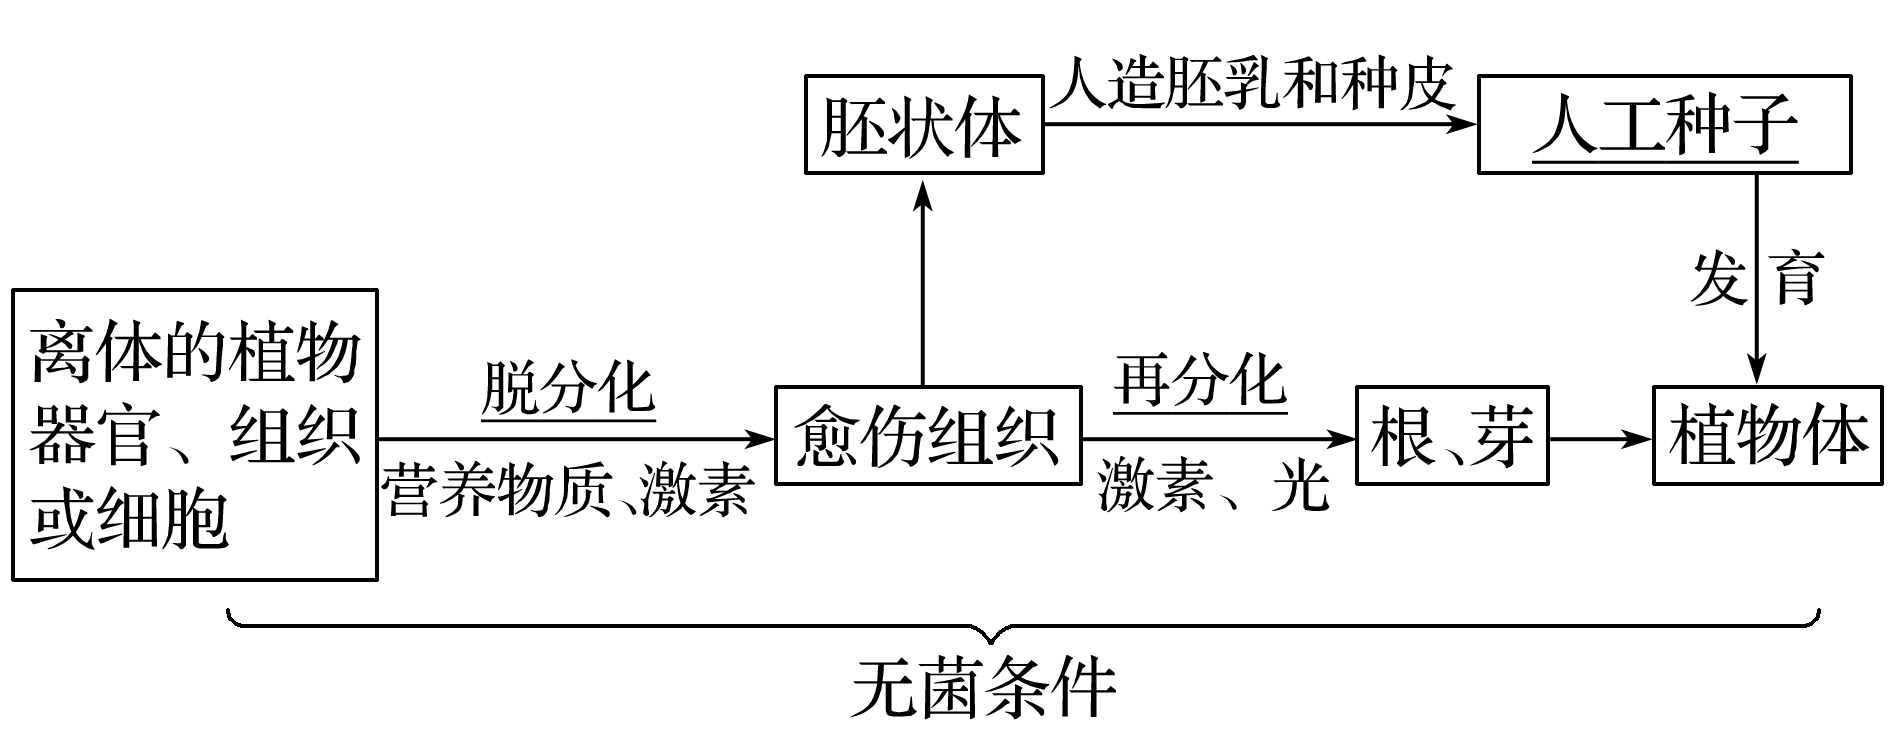 人造胚乳和种皮
胚状体
人工种子
发育
离体的植物
器官、组织
或细胞
脱分化
营养物质、激素
愈伤组织
再分化
激素、光
根、芽
植物体
无菌条件